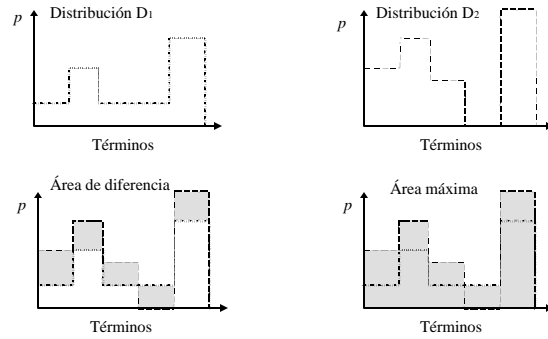 p
Distribución D1
Términos
p
Distribución D2
Términos
Área de diferencia
p
Términos
Área máxima
p
Términos